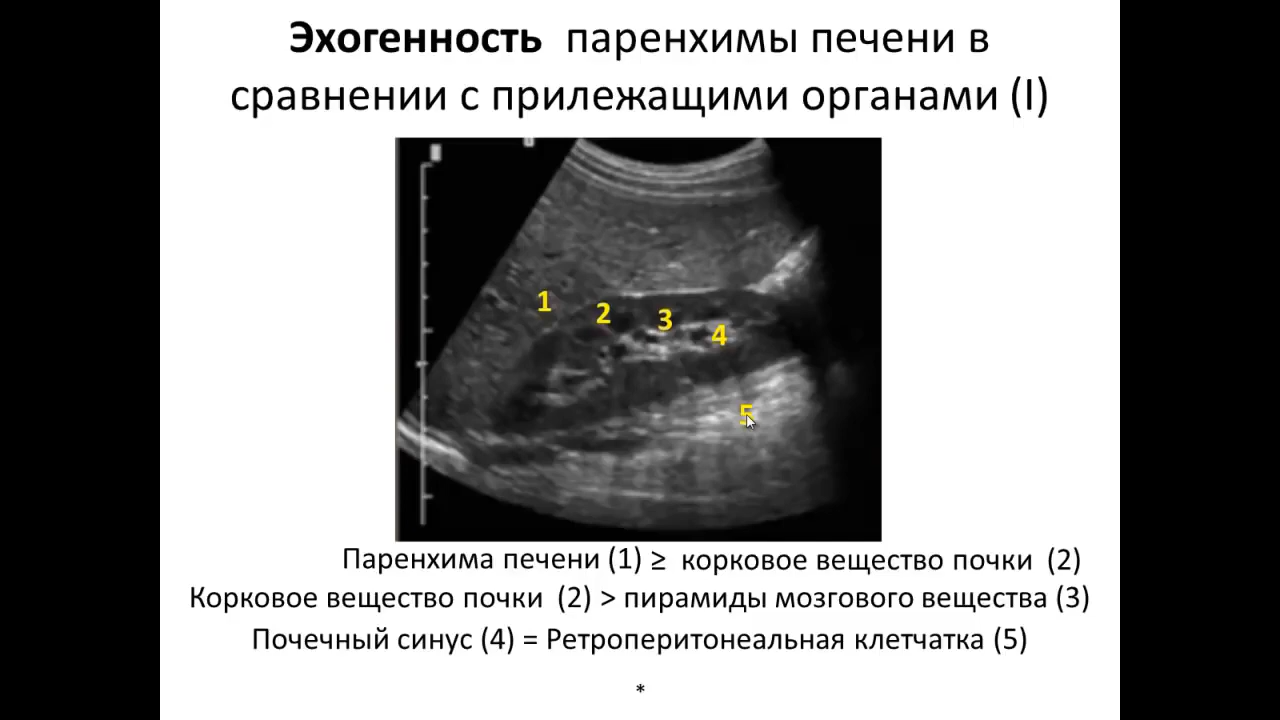 Эхогенность паренхимы печени в
сравнении с прилежащими органами (I)
1
2
3
4
5
Паренхима печени (1) ≥ корковое вещество почки (2)
Корковое вещество почки (2) > пирамиды мозгового вещества (3)
Почечный синус (4) = Ретроперитонеальная клетчатка (5)
*